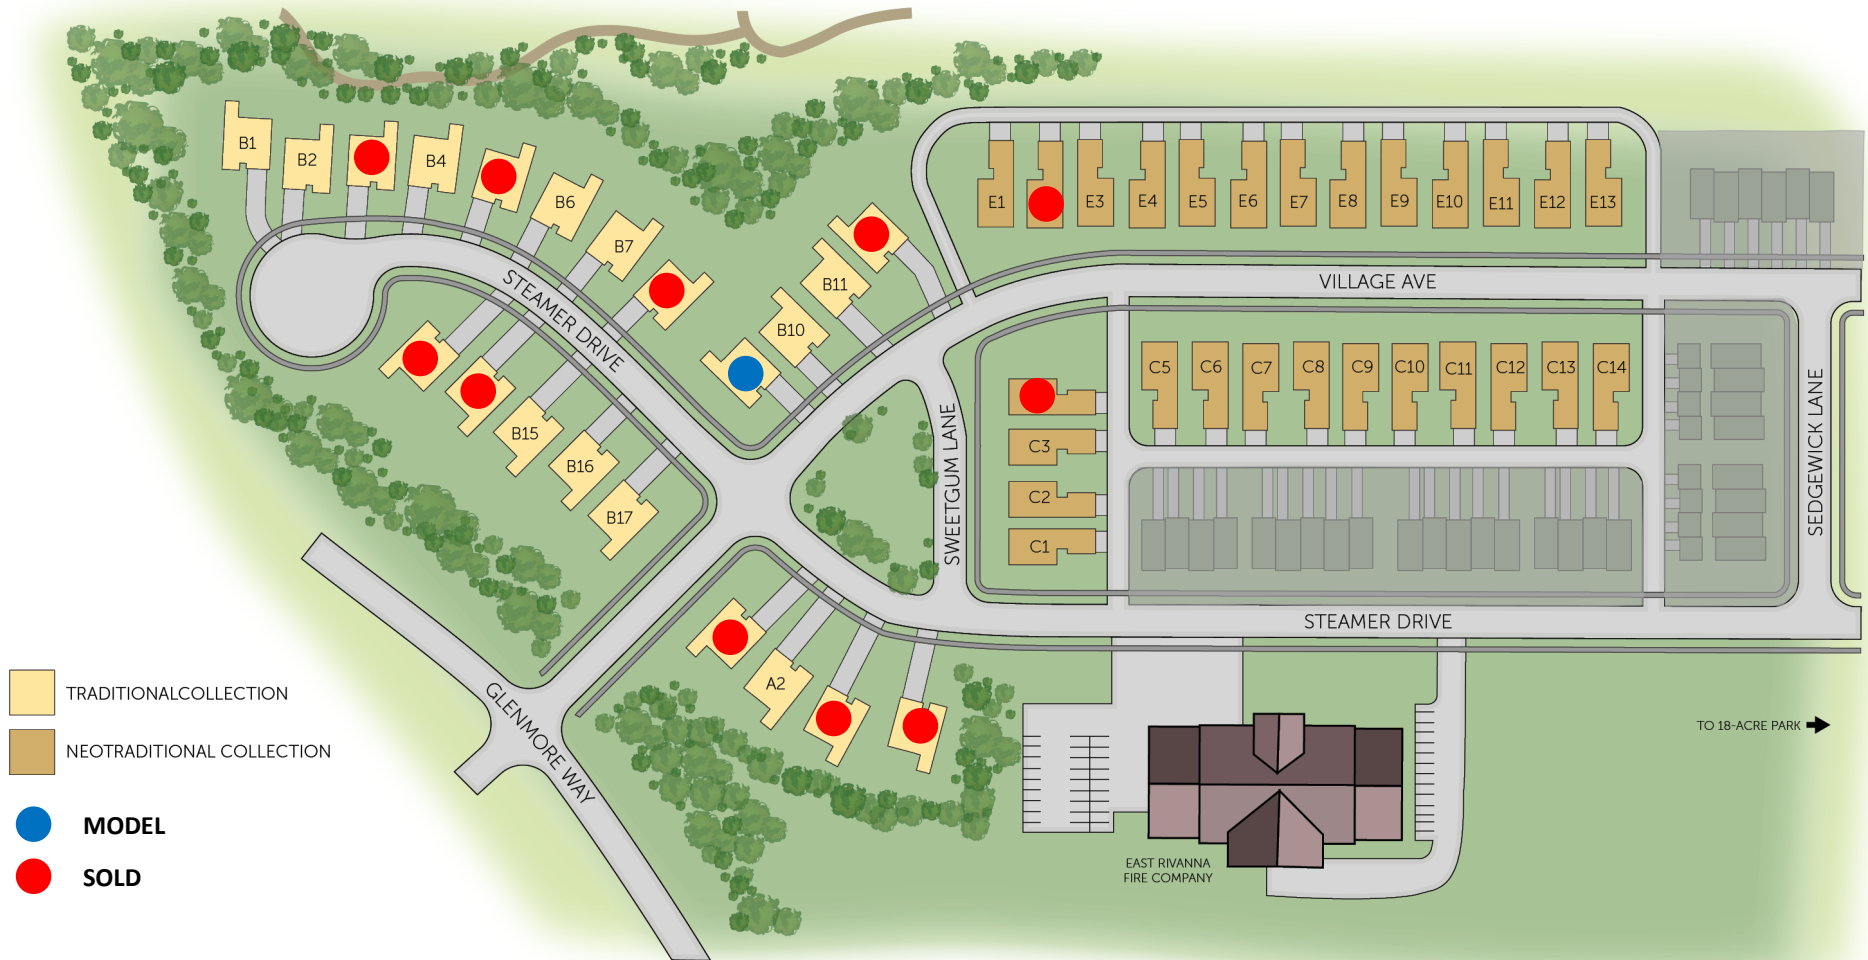 B1
B2
B4
B6
B7
B11
B10
E1
E3
E4
E5
E6
E7
E8
E9
E10
E11
E12
E13
STEAMER DRIVE
VILLAGE AVE
B15
B16
B17
SWEETGUM LANE
C3
C2
C1
C5
C6
C7
C8
C9
C10
C11
C12
C13
C14
SEDGEWICK LANE
STEAMER DRIVE
A2
GLENMORE WAY
TRADITIONALCOLLECTION
NEOTRADITIONAL COLLECTION
MODEL
SOLD
EAST RIVANNA
FIRE COMPANY
TO 18-ACRE PARK